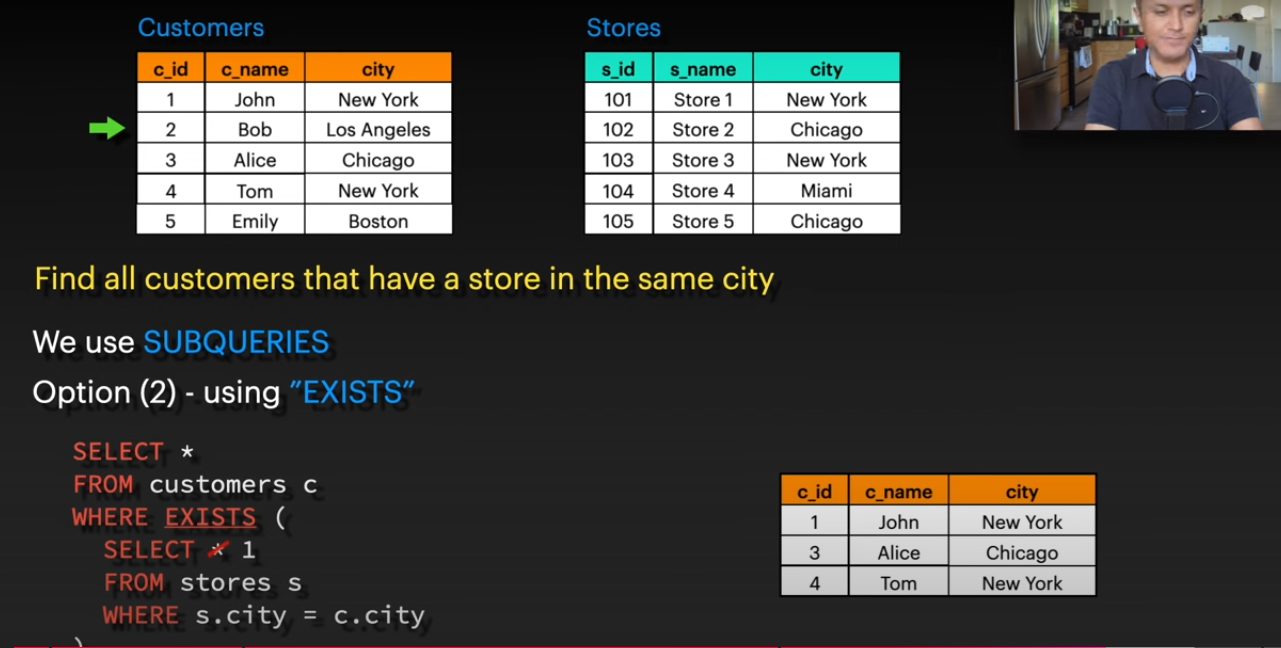 Customers
c_id c_name city
1 John New York
2 Bob Los Angeles
3 Alice Chicago
4 Tom New York
5 Emily Boston
Stores
s_id s_name city
101 Store 1 New York
102 Store 2 Chicago
103 Store 3 New York
104 Store 4 Miami
105 Store 5 Chicago
Find all customers that have a store in the same city
We use SUBQUERIES
Option (2) - using "EXISTS"
SELECT *
FROM customers c
WHERE EXISTS (
SELECT * 1
FROM stores s
WHERE s.city = c.city
)
c_id c_name city
1 John New York
3 Alice Chicago
4 Tom New York